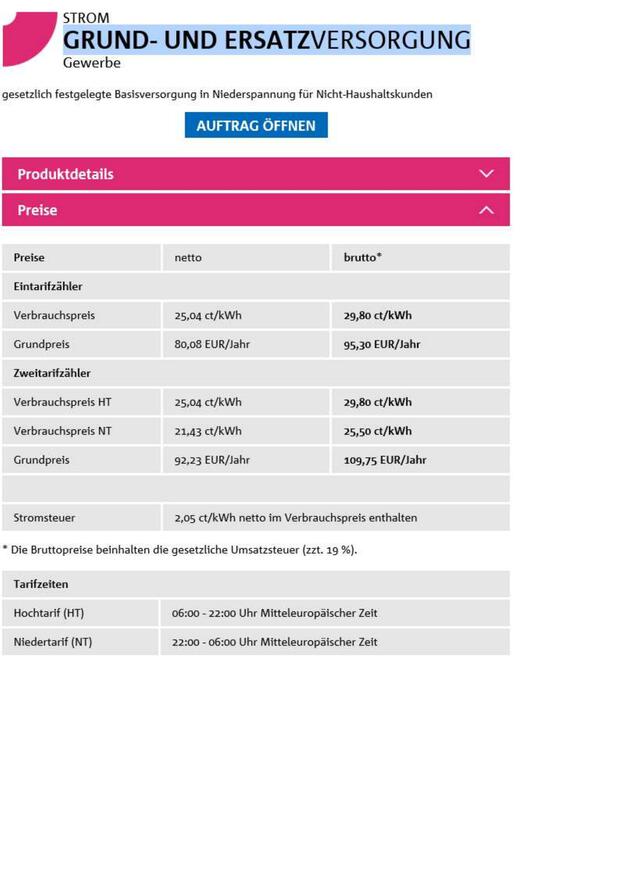 STROM
GRUND- UND ERSATZVERSORGUNG
Gewerbe
gesetzlich festgelegte Basisversorgung in Niederspannung für Nicht-Haushaltskunden
AUFTRAG ÖFFNEN
Produktdetails
Preise
Preise netto brutto*
Eintarifzähler
Verbrauchspreis 25,04 ct/kWh 29,80 ct/kWh
Grundpreis 80,08 EUR/Jahr 95,30 EUR/Jahr
Zweitarifzähler
Verbrauchspreis HT 25,04 ct/kWh 29,80 ct/kWh
Verbrauchspreis NT 21,43 ct/kWh 25,50 ct/kWh
Grundpreis 92,23 EUR/Jahr 109,75 EUR/Jahr
Stromsteuer 2,05 ct/kWh netto im Verbrauchspreis enthalten
* Die Bruttopreise beinhalten die gesetzliche Umsatzsteuer (zzt. 19 %).
Tarifzeiten
Hochtarif (HT) 06:00 - 22:00 Uhr Mitteleuropäischer Zeit
Niedertarif (NT) 22:00 - 06:00 Uhr Mitteleuropäischer Zeit